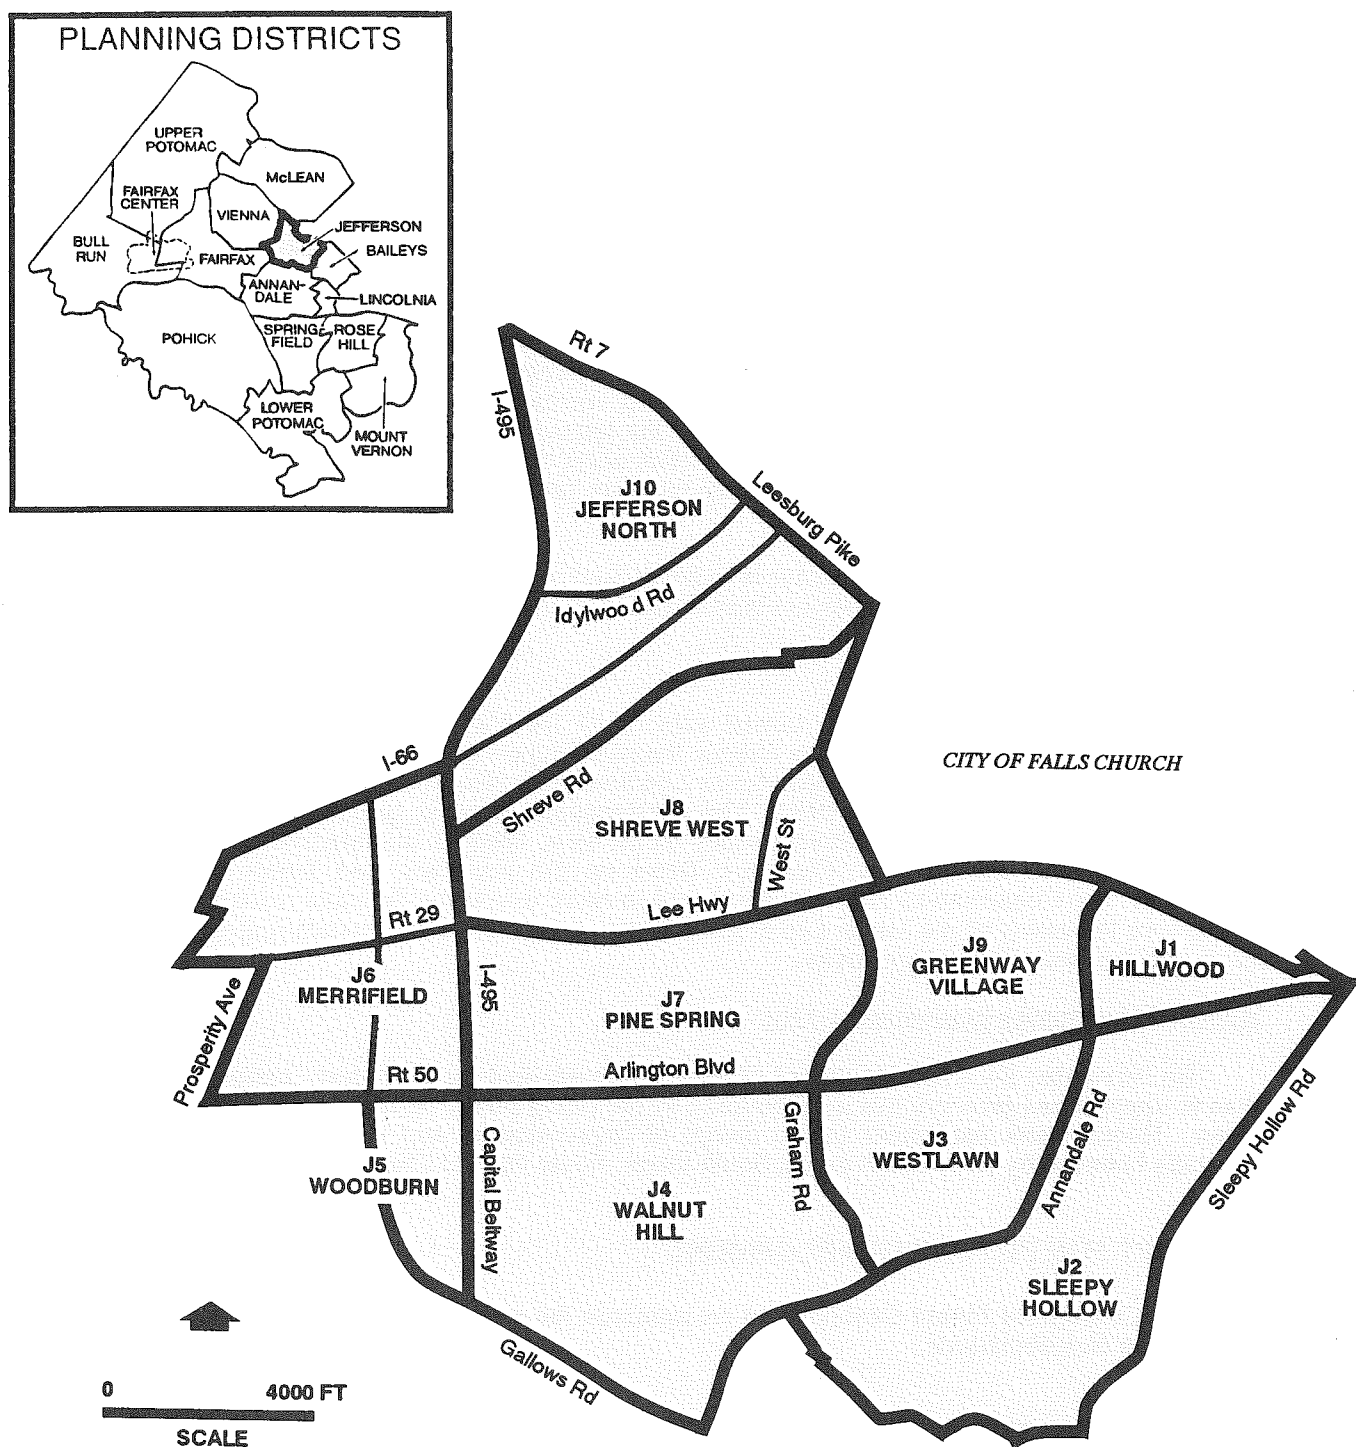 PLANNING DISTRICTS
UPPER
POTOMAC
McLEAN
FAIRFAX
CENTER
VIENNA
JEFFERSON
BULL
RUN
FAIRFAX
BAILEYS
ANNAN-
DALE
LINCOLNIA
POHICK
SPRING-
FIELD
ROSE
HILL
LOWER
POTOMAC
MOUNT
VERNON
Rt 7
I-495
J10
JEFFERSON
NORTH
Leesburg Pike
Idylwood Rd
I-66
CITY OF FALLS CHURCH
Shreve Rd
J8
SHREVE WEST
West St
Rt 29
Lee Hwy
J9
GREENWAY
VILLAGE
J1
HILLWOOD
J6
MERRIFIELD
I-495
J7
PINE SPRING
Prosperity Ave
Rt 50
Arlington Blvd
J5
WOODBURN
Capital Beltway
J4
WALNUT
HILL
Graham Rd
J3
WESTLAWN
Annandale Rd
Sleepy Hollow Rd
J2
SLEEPY
HOLLOW
Gallows Rd
0 4000 FT
SCALE